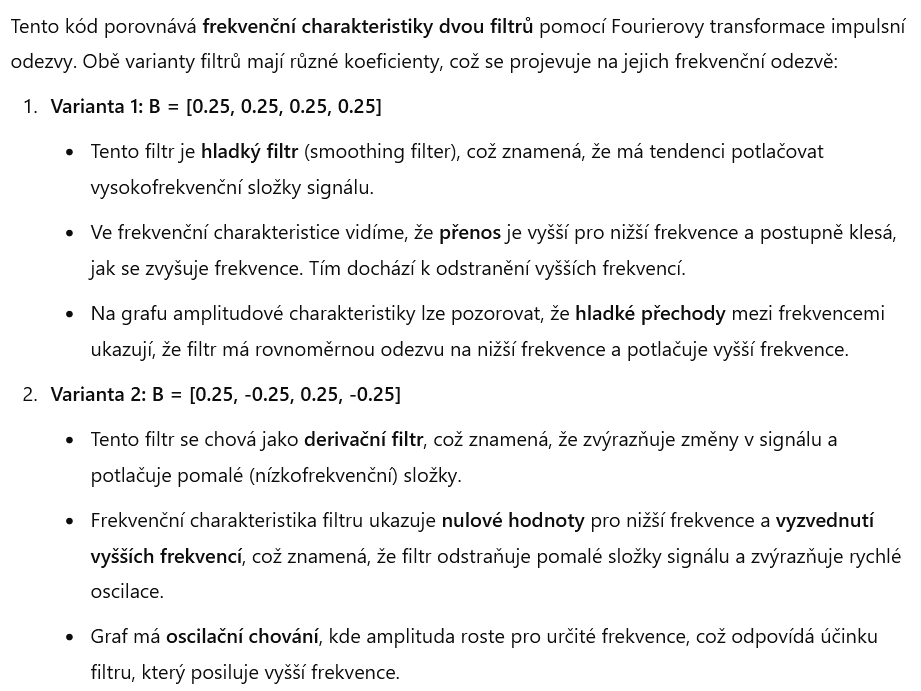 Tento kód porovnává frekvenční charakteristiky dvou filtrů pomocí Fourierovy transformace impulsní
odezvy. Obě varianty filtrů mají různé koeficienty, což se projevuje na jejich frekvenční odezvě:
1. Varianta 1: B = [0.25, 0.25, 0.25, 0.25]
• Tento filtr je hladký filtr (smoothing filter), což znamená, že má tendenci potlačovat
vysokofrekvenční složky signálu.
• Ve frekvenční charakteristice vidíme, že přenos je vyšší pro nižší frekvence a postupně klesá,
jak se zvyšuje frekvence. Tím dochází k odstranění vyšších frekvencí.
• Na grafu amplitudové charakteristiky lze pozorovat, že hladké přechody mezi frekvencemi
ukazují, že filtr má rovnoměrnou odezvu na nižší frekvence a potlačuje vyšší frekvence.
2. Varianta 2: B = [0.25, -0.25, 0.25, -0.25]
• Tento filtr se chová jako derivační filtr, což znamená, že zvýrazňuje změny v signálu a
potlačuje pomalé (nízkofrekvenční) složky.
• Frekvenční charakteristika filtru ukazuje nulové hodnoty pro nižší frekvence a vyzvednutí
vyšších frekvencí, což znamená, že filtr odstraňuje pomalé složky signálu a zvýrazňuje rychlé
oscilace.
• Graf má oscilační chování, kde amplituda roste pro určité frekvence, což odpovídá účinku
filtru, který posiluje vyšší frekvence.